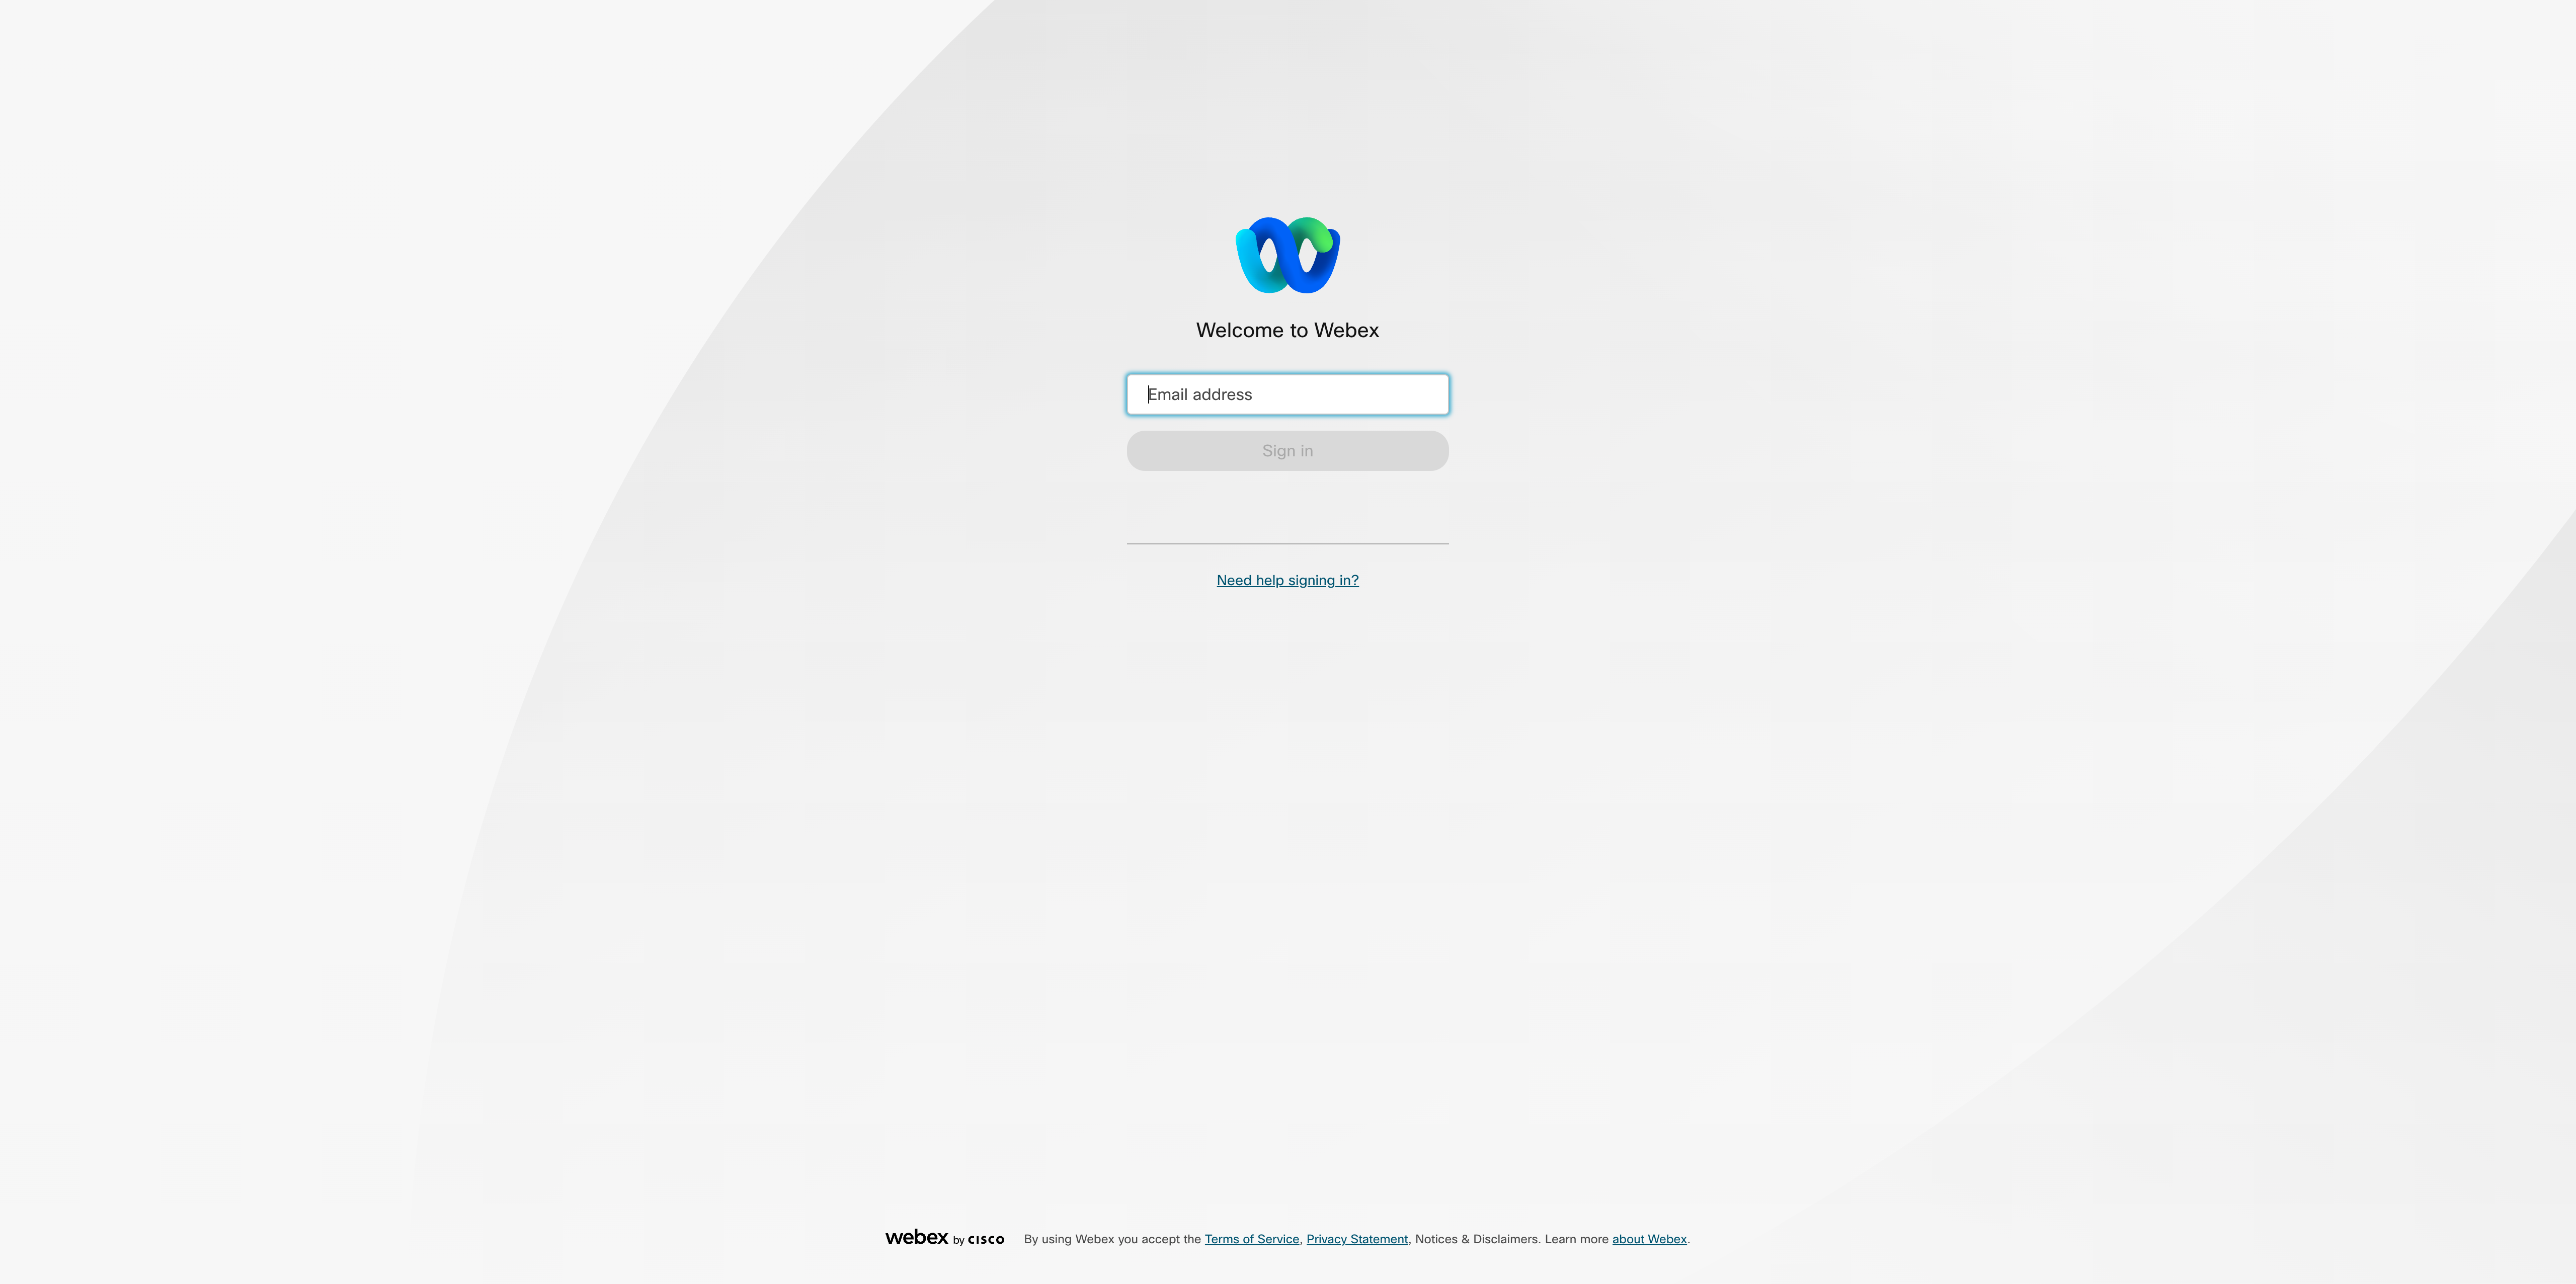 Welcome to Webex
Email address
Sign in
Need help signing in?
webex by CISCO By using Webex you accept the Terms of Service, Privacy Statement, Notices & Disclaimers. Learn more about Webex.